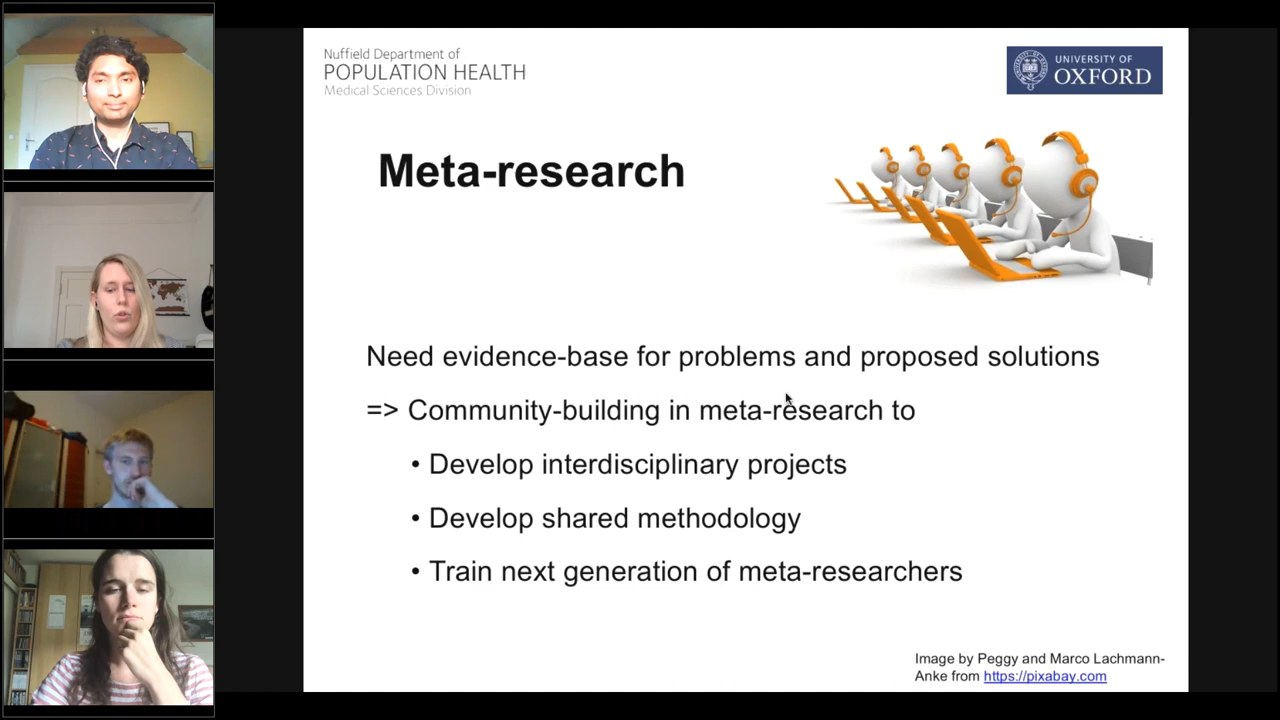 Nuffield Department of
POPULATION HEALTH
Medical Sciences Division
UNIVERSITY OF
OXFORD
Meta-research
Need evidence-base for problems and proposed solutions
=> Community-building in meta-research to
• Develop interdisciplinary projects
• Develop shared methodology
• Train next generation of meta-researchers
Image by Peggy and Marco Lachmann-
Anke from https://pixabay.com